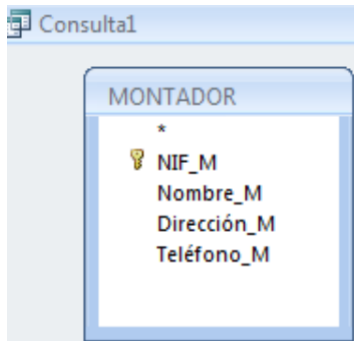 Consulta1
MONTADOR
*
NIF_M
Nombre_M
Dirección_M
Teléfono_M